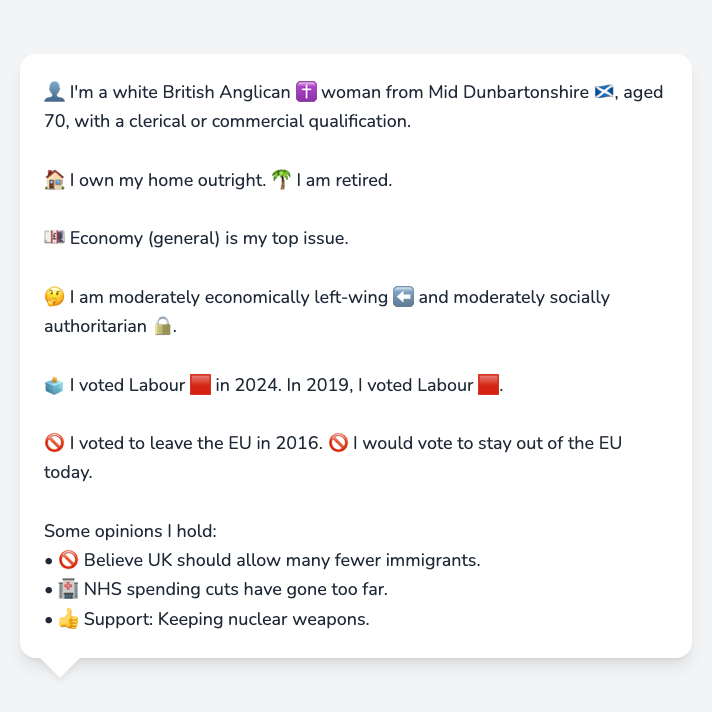 👤 I'm a white British Anglican ✝️ woman from Mid Dunbartonshire 🏴󠁧󠁢󠁳󠁣󠁴󠁿, aged
70, with a clerical or commercial qualification.
🏠 I own my home outright. 🌴 I am retired.
💷 Economy (general) is my top issue.
🤔 I am moderately economically left-wing ⬅️ and moderately socially
authoritarian 🔒.
🗳️ I voted Labour 🟥 in 2024. In 2019, I voted Labour 🟥.
🚫 I voted to leave the EU in 2016. 🚫 I would vote to stay out of the EU
today.
Some opinions I hold:
• 🚫 Believe UK should allow many fewer immigrants.
• 🏥 NHS spending cuts have gone too far.
• 👍 Support: Keeping nuclear weapons.